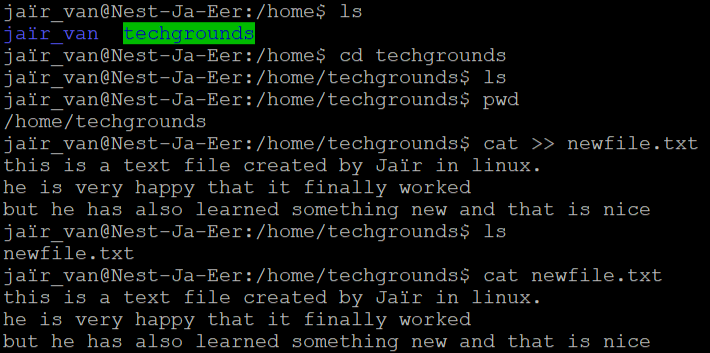 jaïr_van@Nest-Ja-Eer:/home$ ls
jaïr_van  techgrounds
jaïr_van@Nest-Ja-Eer:/home$ cd techgrounds
jaïr_van@Nest-Ja-Eer:/home/techgrounds$ ls
jaïr_van@Nest-Ja-Eer:/home/techgrounds$ pwd
/home/techgrounds
jaïr_van@Nest-Ja-Eer:/home/techgrounds$ cat >> newfile.txt
this is a text file created by Jaïr in linux.
he is very happy that it finally worked
but he has also learned something new and that is nice
jaïr_van@Nest-Ja-Eer:/home/techgrounds$ ls
newfile.txt
jaïr_van@Nest-Ja-Eer:/home/techgrounds$ cat newfile.txt
this is a text file created by Jaïr in linux.
he is very happy that it finally worked
but he has also learned something new and that is nice